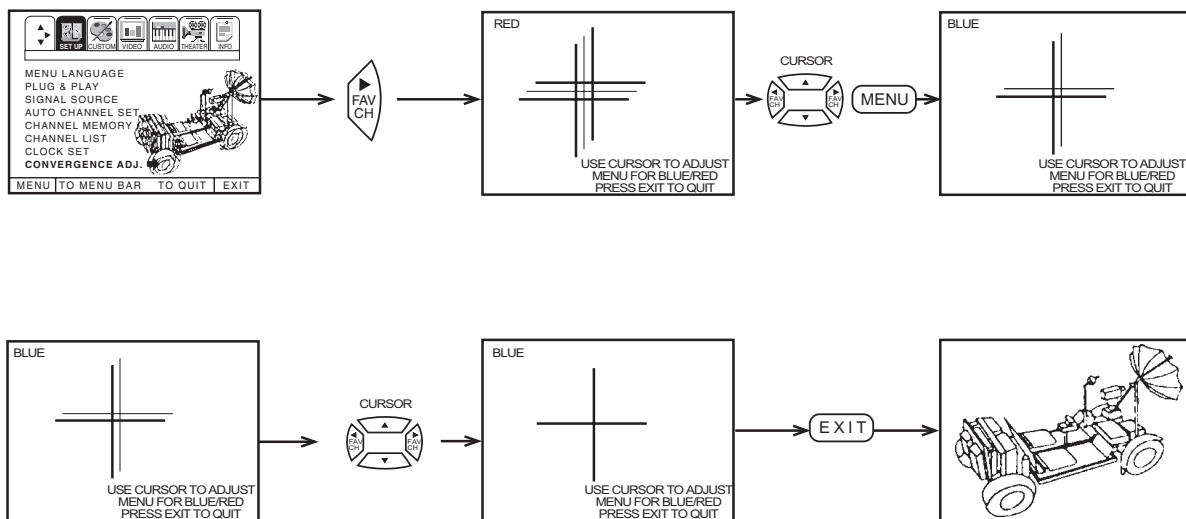 SET UP CUSTOM VIDEO AUDIO THEATER INFO
MENU LANGUAGE
PLUG & PLAY
SIGNAL SOURCE
AUTO CHANNEL SET
CHANNEL MEMORY
CHANNEL LIST
CLOCK SET
CONVERGENCE ADJ.
MENU TO MENU BAR TO QUIT EXIT
FAV
CH
RED
USE CURSOR TO ADJUST
MENU FOR BLUE/RED
PRESS EXIT TO QUIT
CURSOR
FAV
CH
FAV
CH
MENU
BLUE
USE CURSOR TO ADJUST
MENU FOR BLUE/RED
PRESS EXIT TO QUIT
BLUE
USE CURSOR TO ADJUST
MENU FOR BLUE/RED
PRESS EXIT TO QUIT
CURSOR
FAV
CH
FAV
CH
BLUE
USE CURSOR TO ADJUST
MENU FOR BLUE/RED
PRESS EXIT TO QUIT
EXIT